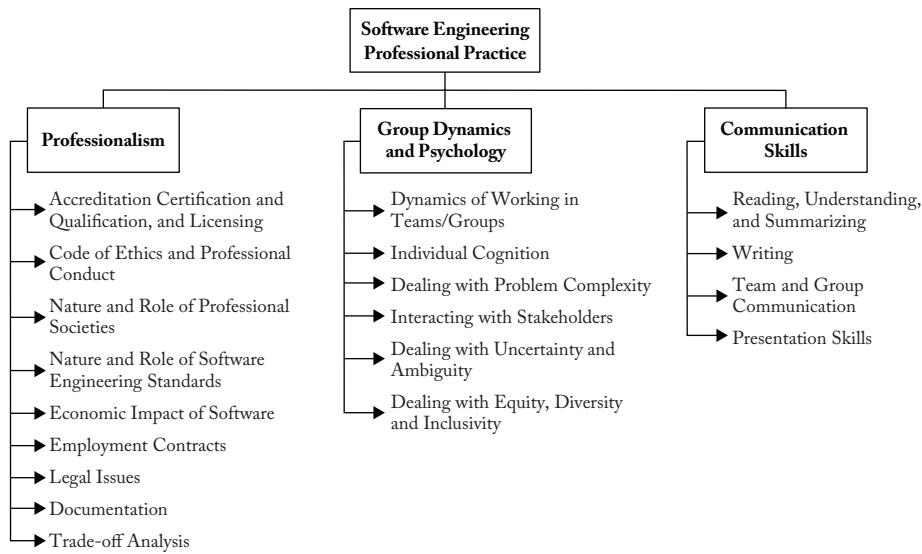 Software Engineering
Professional Practice
Professionalism
Accreditation Certification and
Qualification, and Licensing
Code of Ethics and Professional
Conduct
Nature and Role of Professional
Societies
Nature and Role of Software
Engineering Standards
Economic Impact of Software
Employment Contracts
Legal Issues
Documentation
Trade-off Analysis
Group Dynamics
and Psychology
Dynamics of Working in
Teams/Groups
Individual Cognition
Dealing with Problem Complexity
Interacting with Stakeholders
Dealing with Uncertainty and
Ambiguity
Dealing with Equity, Diversity
and Inclusivity
Communication
Skills
Reading, Understanding,
and Summarizing
Writing
Team and Group
Communication
Presentation Skills